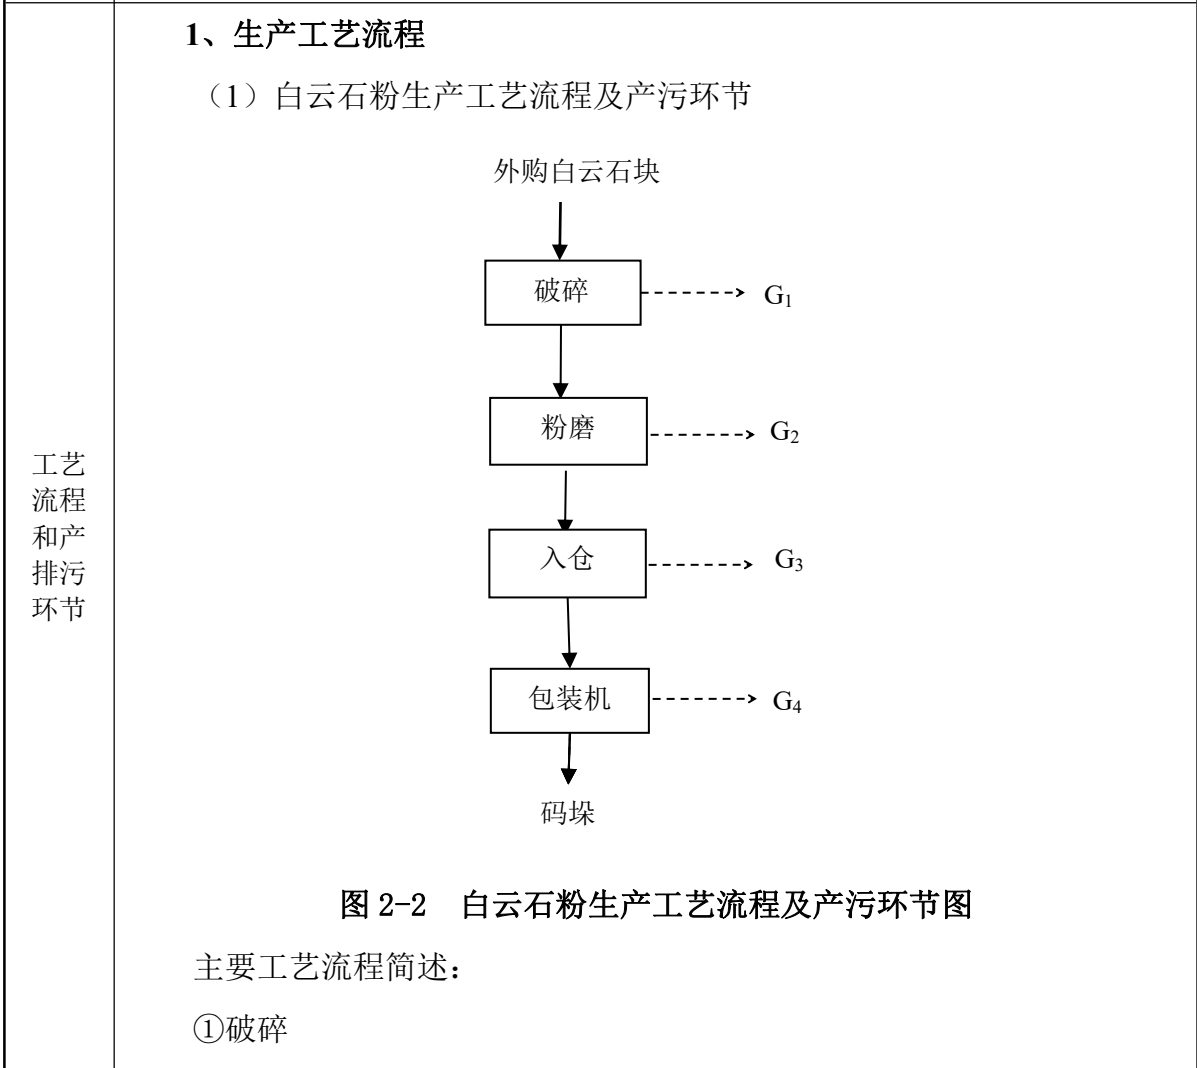 1、生产工艺流程
（1）白云石粉生产工艺流程及产污环节
外购白云石块
破碎
G₁
粉磨
G₂
入仓
G₃
包装机
G₄
码垛
图 2-2 白云石粉生产工艺流程及产污环节图
主要工艺流程简述：
①破碎
工艺
流程
和产
排污
环节